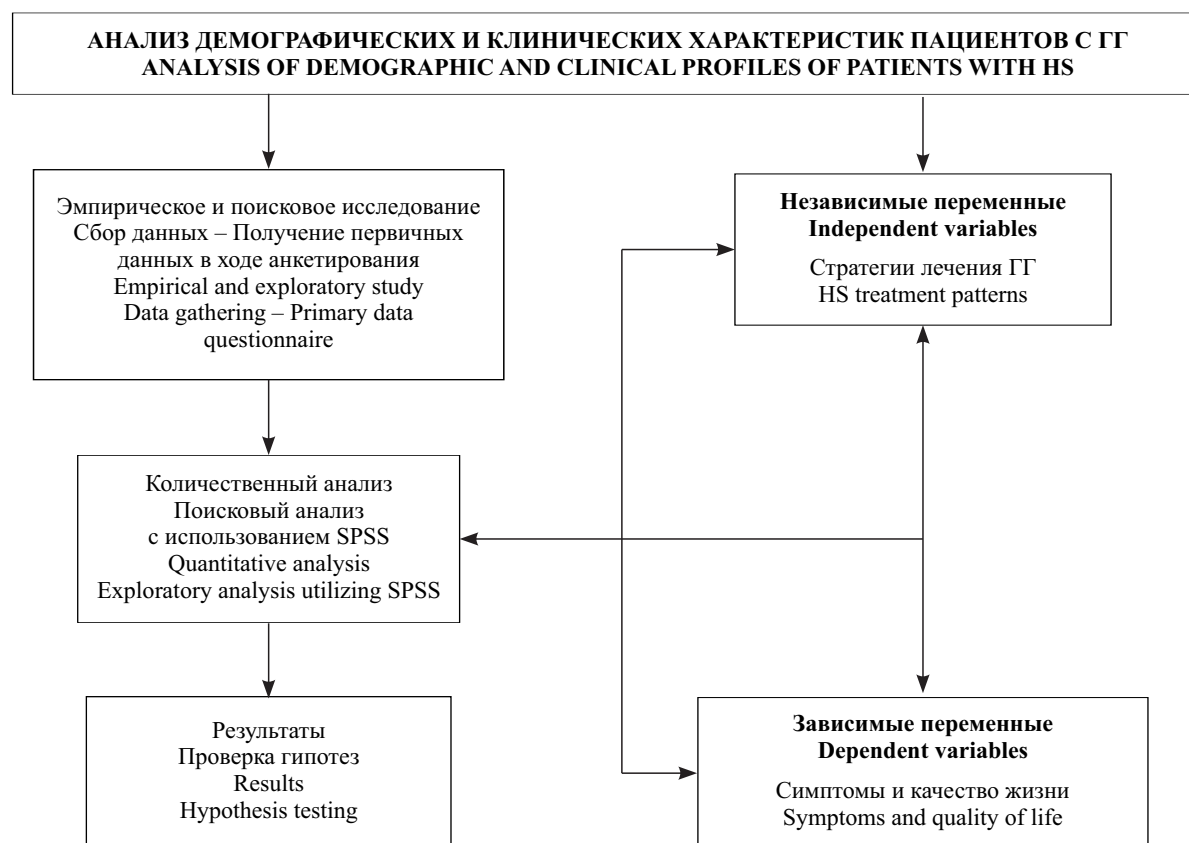 АНАЛИЗ ДЕМОГРАФИЧЕСКИХ И КЛИНИЧЕСКИХ ХАРАКТЕРИСТИК ПАЦИЕНТОВ С ГГ
ANALYSIS OF DEMOGRAPHIC AND CLINICAL PROFILES OF PATIENTS WITH HS
Эмпирическое и поисковое исследование
Сбор данных – Получение первичных
данных в ходе анкетирования
Empirical and exploratory study
Data gathering – Primary data
questionnaire
Независимые переменные
Independent variables
Стратегии лечения ГГ
HS treatment patterns
Количественный анализ
Поисковый анализ
с использованием SPSS
Quantitative analysis
Exploratory analysis utilizing SPSS
Результаты
Проверка гипотез
Results
Hypothesis testing
Зависимые переменные
Dependent variables
Симптомы и качество жизни
Symptoms and quality of life